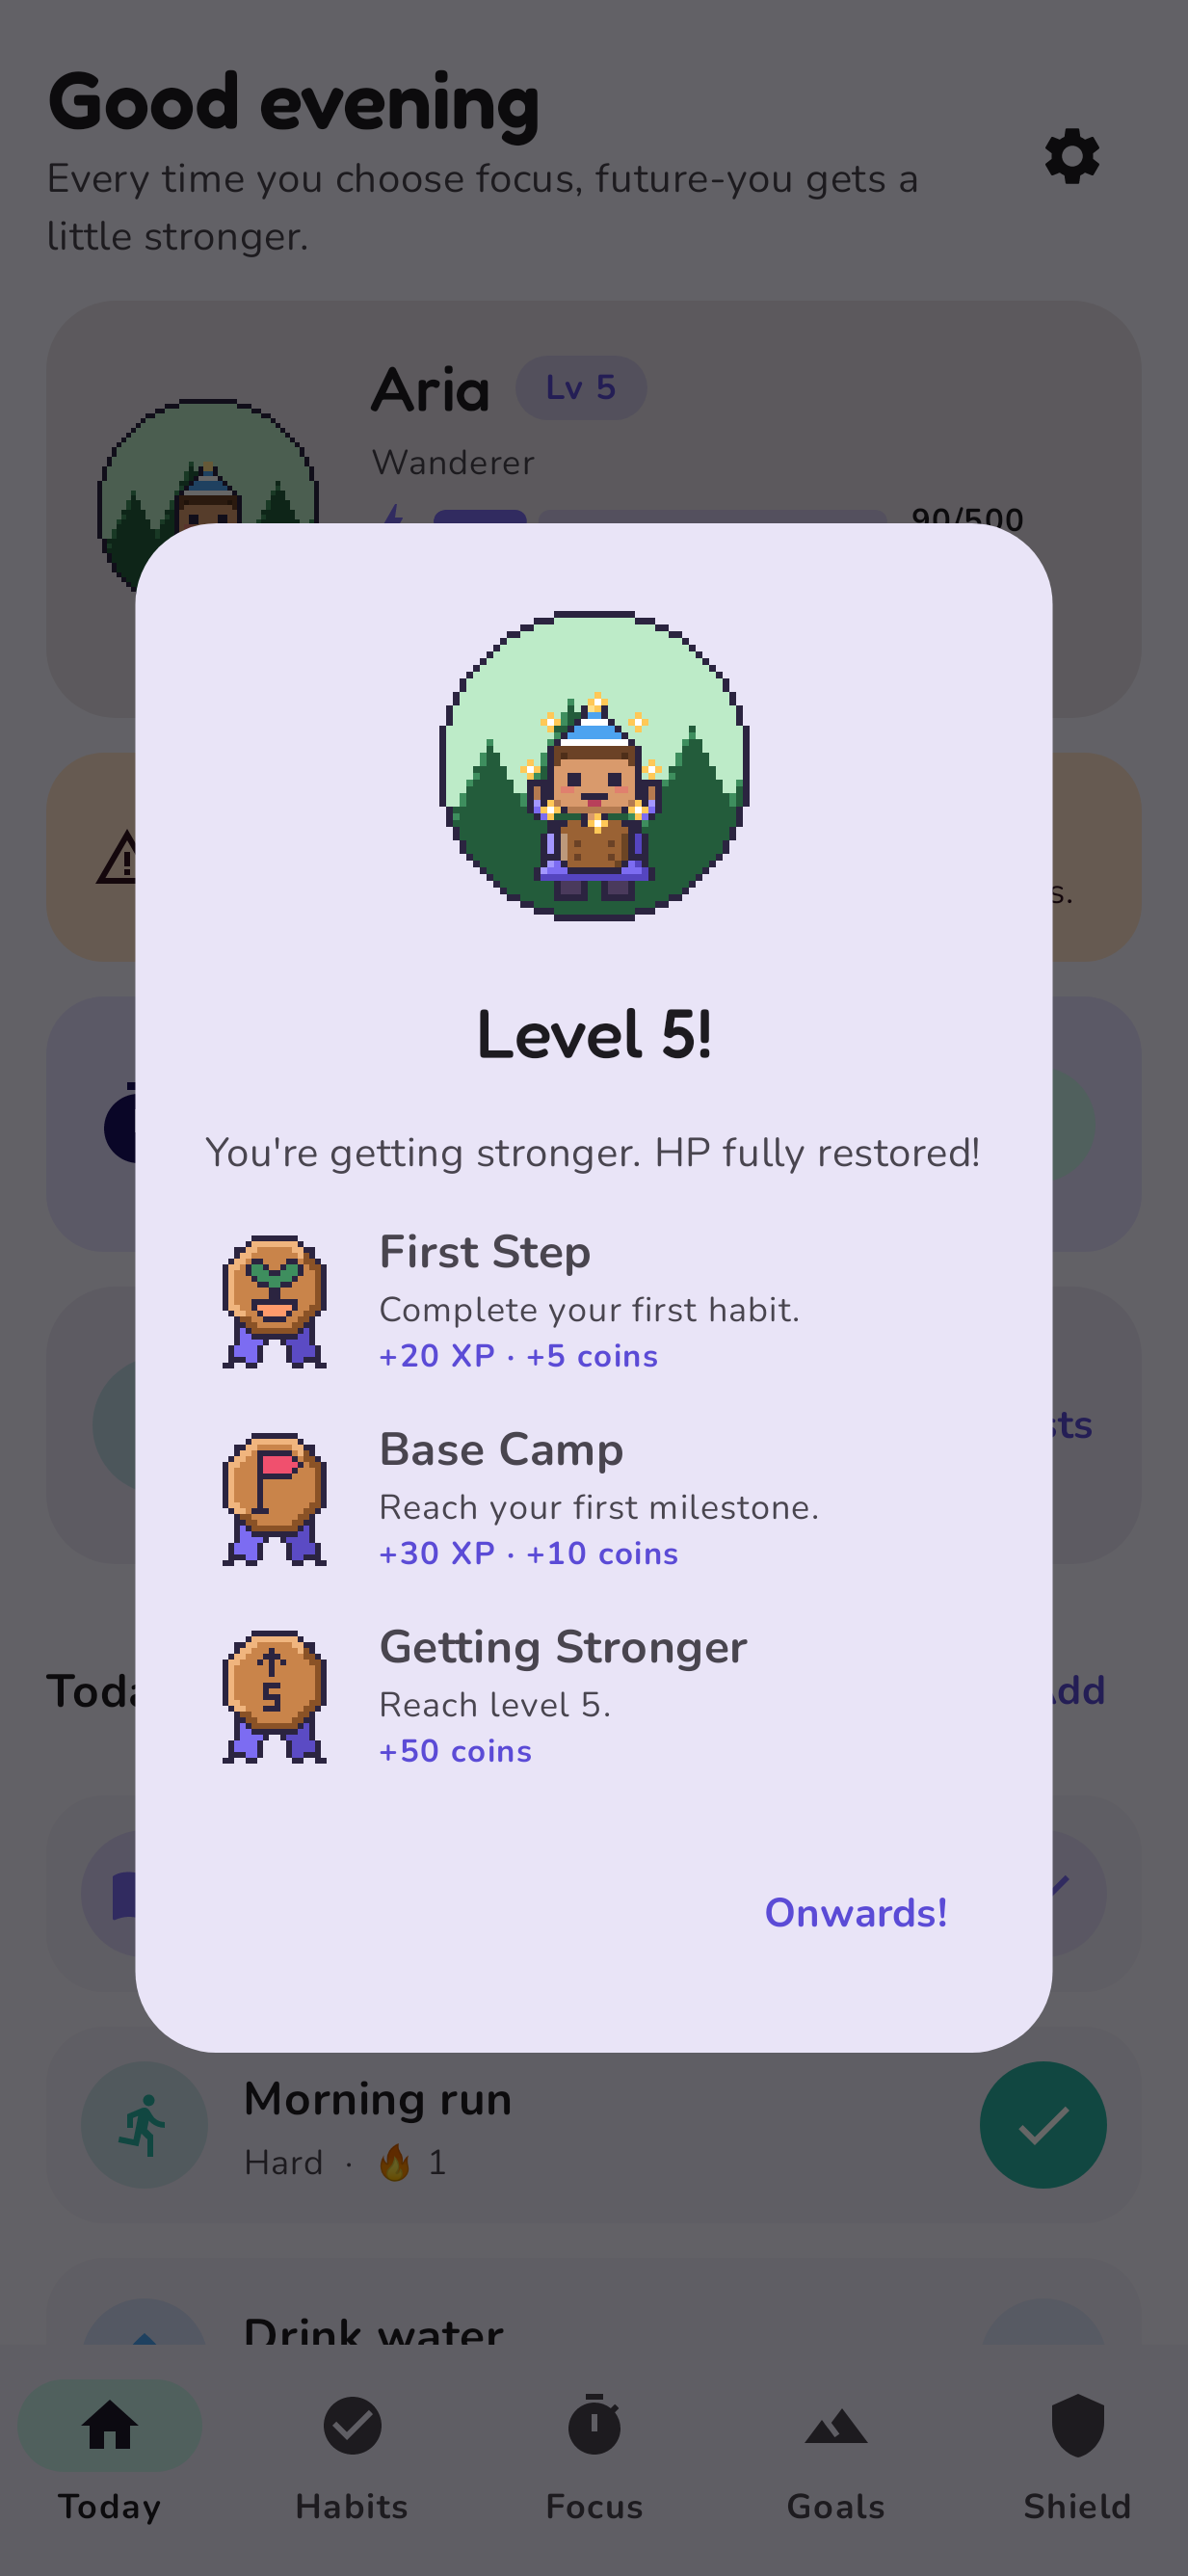 Good evening
Every time you choose focus, future-you gets a
little stronger.
Aria
Lv 5
Wanderer
90/500
s.
Level 5!
You're getting stronger. HP fully restored!
First Step
Complete your first habit.
+20 XP · +5 coins
Base Camp
Reach your first milestone.
+30 XP · +10 coins
5
Getting Stronger
Reach level 5.
+50 coins
Onwards!
Morning run
Hard · 🔥 1
Drink water
Today
Habits
Focus
Goals
Shield